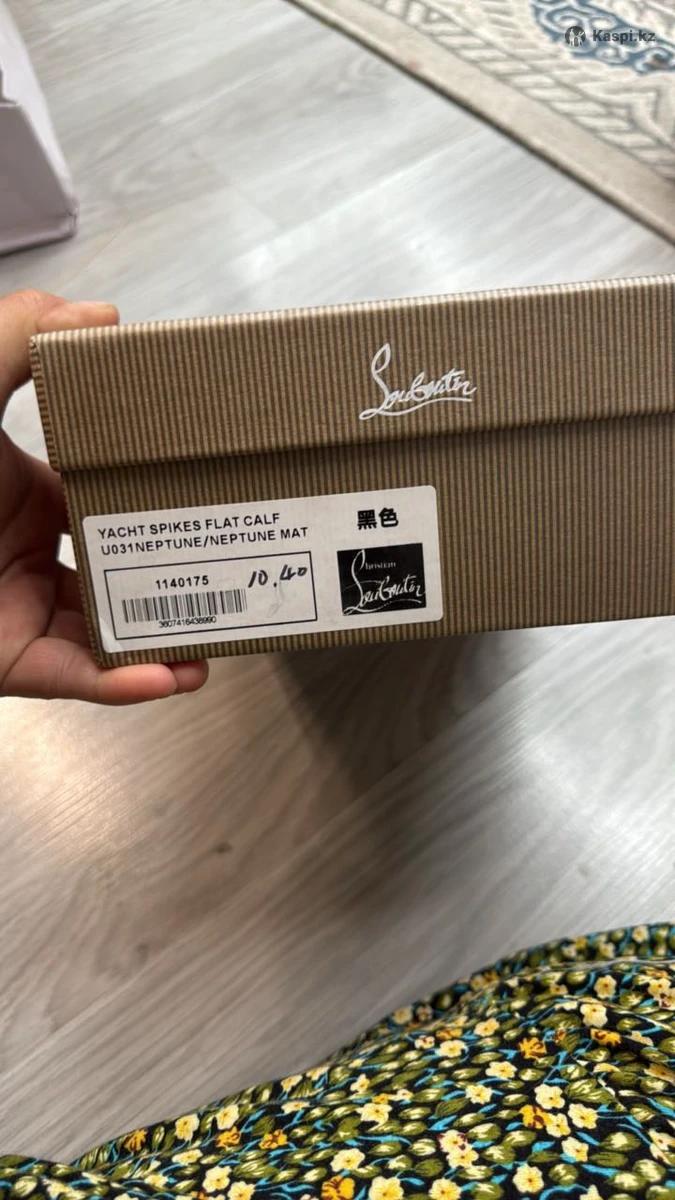 Kaspi.kz
Louboutin
YACHT SPIKES FLAT CALF
U031NEPTUNE/NEPTUNE MAT
黑色
1140175
10.40
3607416438990
Christian
Louboutin